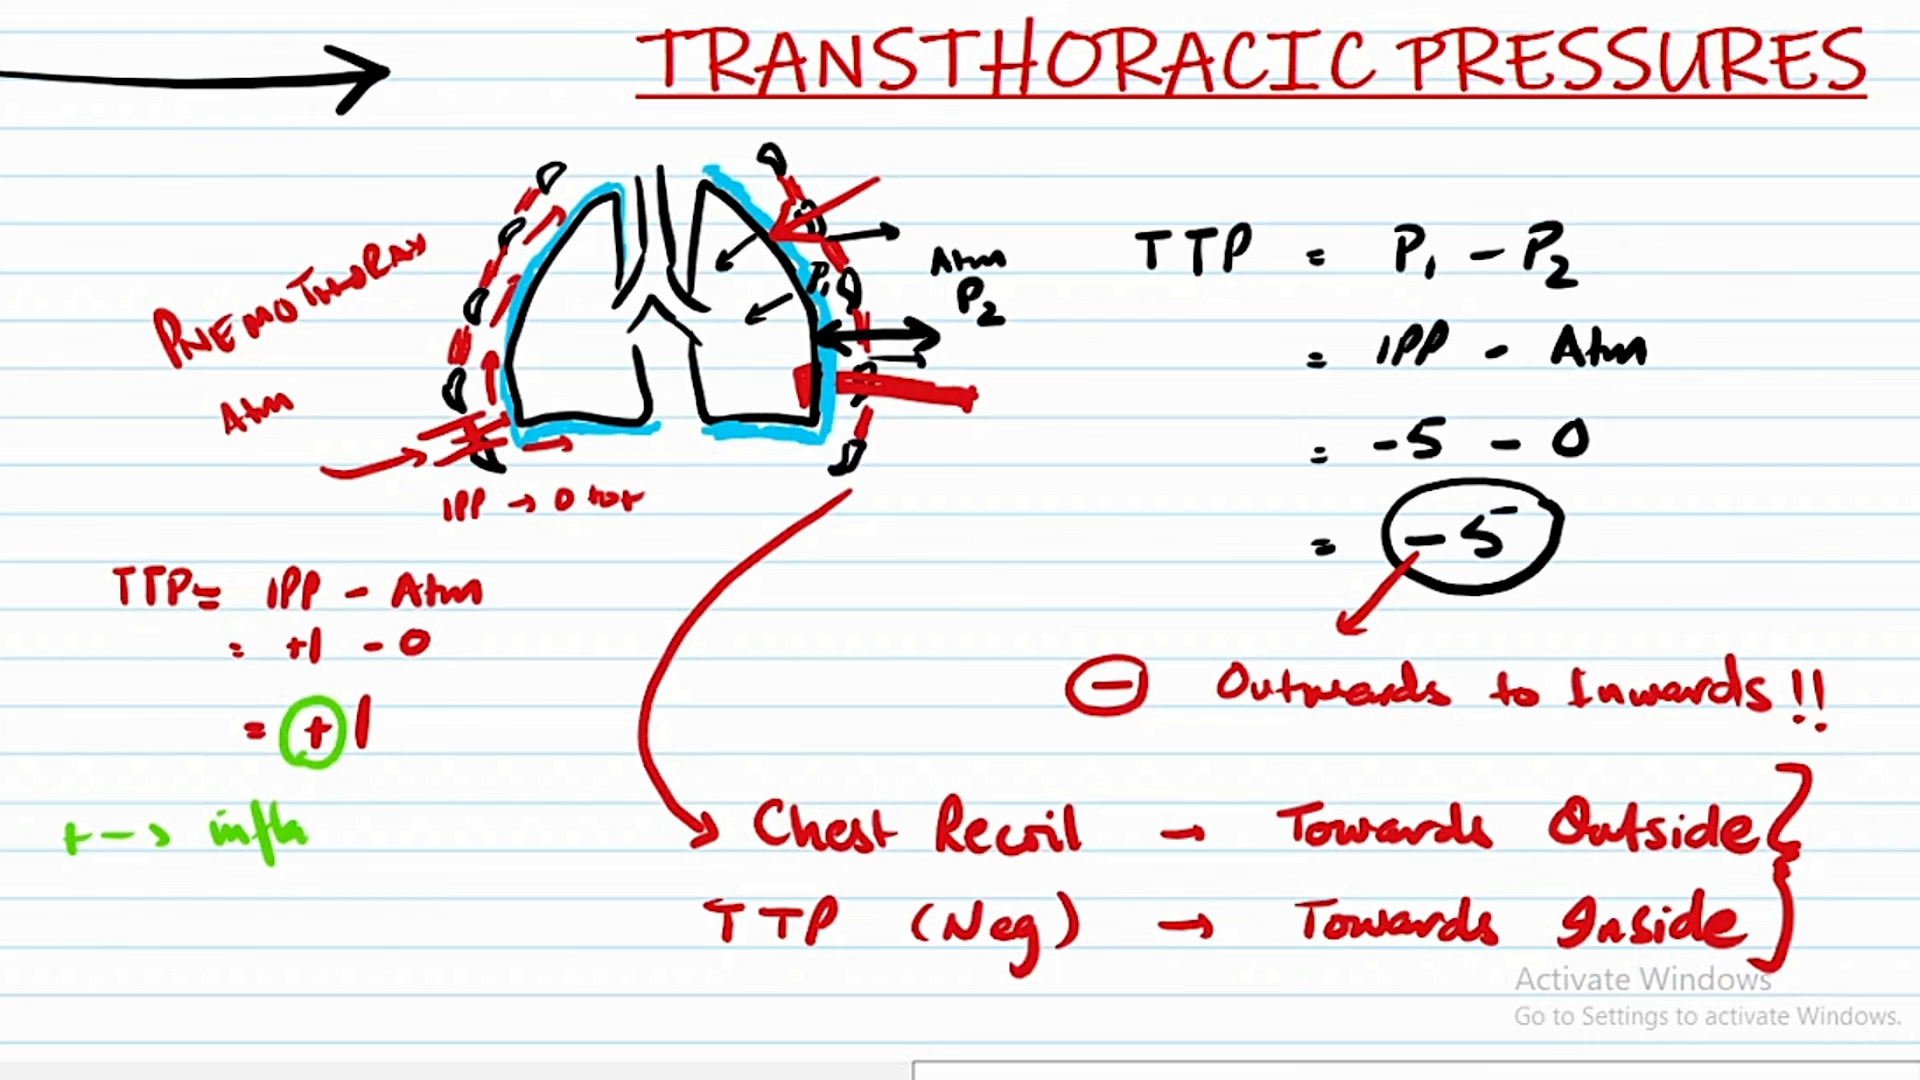 TRANSTHORACIC PRESSURES
PNEMOTHORAX
Atm
P1
Atm
P2
IPP → 0 torr
TTP = P1 - P2
= IPP - Atm
= -5 - 0
= -5
TTP = IPP - Atm
= +1 - 0
= +1
+ -> infla
- Outwards to Inwards!!
Chest Recoil → Towards Outside
TTP (Neg) → Towards Inside
Activate Windows
Go to Settings to activate Windows.